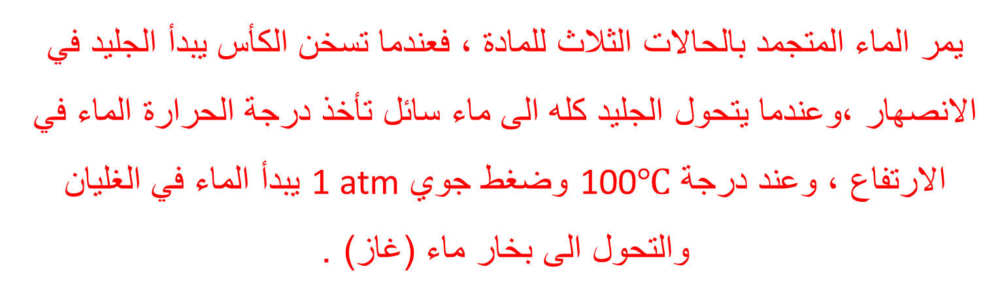 يمر الماء المتجمد بالحالات الثلاث للمادة ، فعندما تسخن الكأس يبدأ الجليد في
الانصهار ،وعندما يتحول الجليد كله الى ماء سائل تأخذ درجة الحرارة الماء في
الارتفاع ، وعند درجة 100°C وضغط جوي 1 atm يبدأ الماء في الغليان
والتحول الى بخار ماء (غاز) .